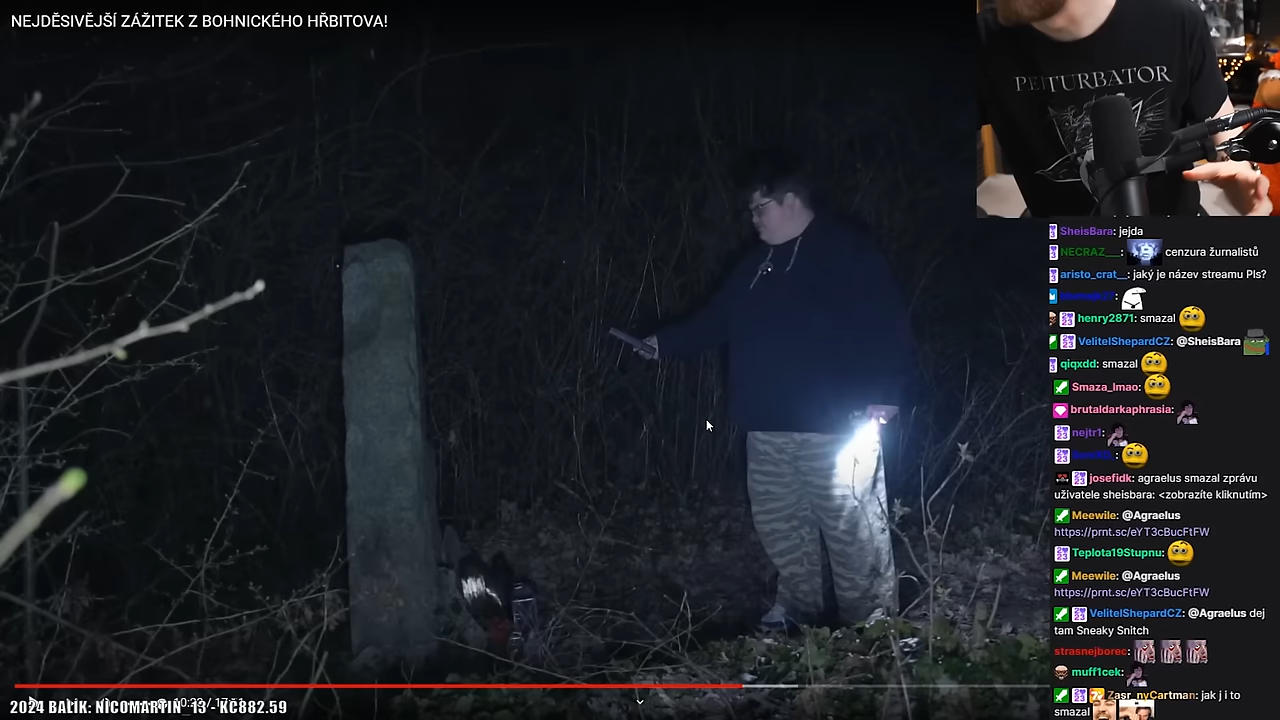 NEJDĚSIVĚJŠÍ ZÁŽITEK Z BOHNICKÉHO HŘBITOVA!
PERTURBATOR
SheisBara: jejda
NECRAZ__: cenzura žurnalistů
aristo_crat__: jaký je název streamu Pls?
henry2871: smazal
VelitelShepardCZ: @SheisBara
qiqxdd: smazal
Smaza_lmao:
brutaldarkaphrasia:
nejtr1:
josefidk: agraelus smazal zprávu
uživatele sheisbara: <zobrazíte kliknutím>
Meewile: @Agraelus
https://prnt.sc/eYT3cBucFtFW
Teplota19Stupnu:
Meewile: @Agraelus
https://prnt.sc/eYT3cBucFtFW
VelitelShepardCZ: @Agraelus dej
tam Sneaky Snitch
strasnejborec:
muff1cek:
Zasr_nyCartman: jak j i to
smazal
2024 BALÍK: NICOMARTIN_13 - KČ882.59